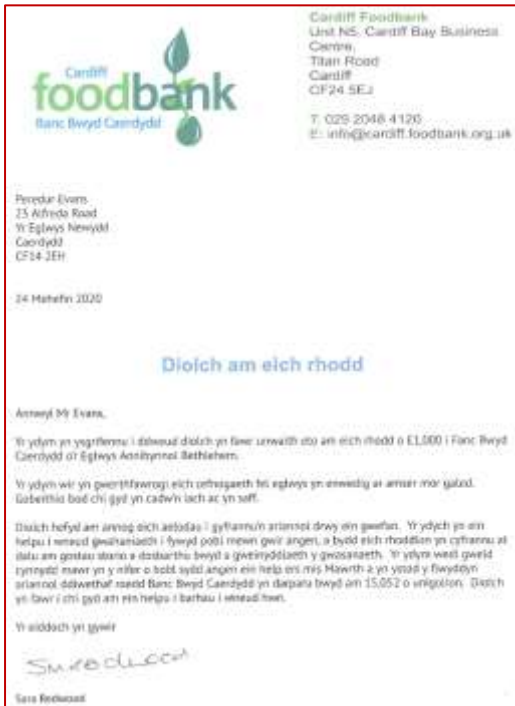 Cardiff
foodbank
Banc Bwyd Caerdydd
Cardiff Foodbank
Unit N5, Cardiff Bay Business
Centre,
Titan Road
Cardiff
CF24 5EJ
T: 029 2048 4120
E: info@cardiff.foodbank.org.uk
Peredur Evans
23 Alfreda Road
Yr Eglwys Newydd
Caerdydd
CF14 2EH
24 Mehefin 2020
Diolch am eich rhodd
Annwyl Mr Evans,
Yr ydym yn ysgrifennu i ddweud diolch yn fawr unwaith eto am eich rhodd o £1,000 i Fanc Bwyd
Caerdydd o'r Eglwys Annibynnol Bethlehem.
Yr ydym wir yn gwerthfawrogi eich cefnogaeth fel eglwys yn enwedig ar amser mor galed.
Gobeithio bod chi gyd yn cadw'n iach ac yn saff.
Diolch hefyd am annog eich aelodau i gyfrannu'n ariannol drwy ein gwefan. Yr ydych yn ein
helpu i wneud gwahaniaeth i fywyd pobl mewn gwir angen, a bydd eich rhoddion yn cyfrannu at
dalu am gostau storio a dosbarthu bwyd a gweinyddiaeth y gwasanaeth. Yr ydym wedi gweld
cynnydd mawr yn y nifer o bobl sydd angen ein help ers mis Mawrth a yn ystod y flwyddyn
ariannol ddiwethaf roedd Banc Bwyd Caerdydd yn darparu bwyd am 15,052 o unigolion. Diolch
yn fawr i chi gyd am ein helpu i barhau i wneud hwn.
Yr eiddoch yn gywir
Sara Redwood